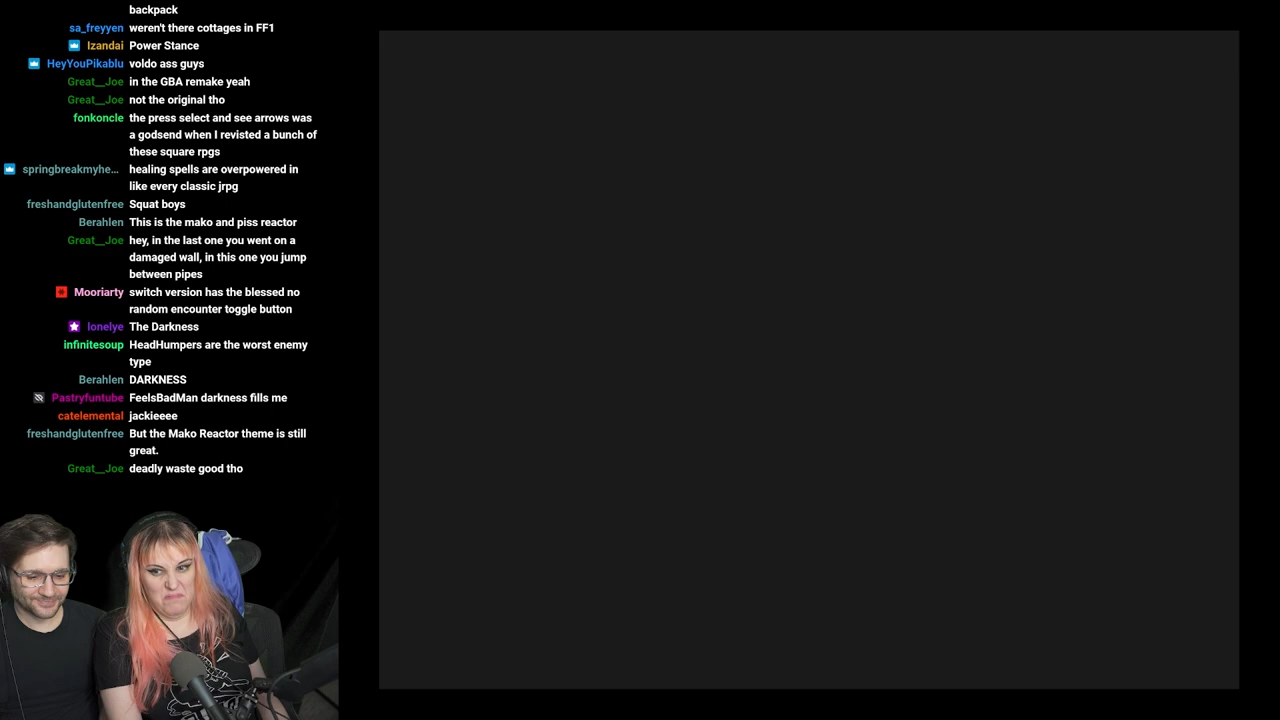 backpack
sa_freyyen weren't there cottages in FF1
Izandai Power Stance
HeyYouPikablu voldo ass guys
Great__Joe in the GBA remake yeah
Great__Joe not the original tho
fonkoncle the press select and see arrows was
a godsend when I revisted a bunch of
these square rpgs
springbreakmyhe... healing spells are overpowered in
like every classic jrpg
freshandglutenfree Squat boys
Berahlen This is the mako and piss reactor
Great__Joe hey, in the last one you went on a
damaged wall, in this one you jump
between pipes
Mooriarty switch version has the blessed no
random encounter toggle button
lonelye The Darkness
infinitesoup HeadHumpers are the worst enemy
type
Berahlen DARKNESS
Pastryfuntube FeelsBadMan darkness fills me
catelemental jackieeee
freshandglutenfree But the Mako Reactor theme is still
great.
Great__Joe deadly waste good tho